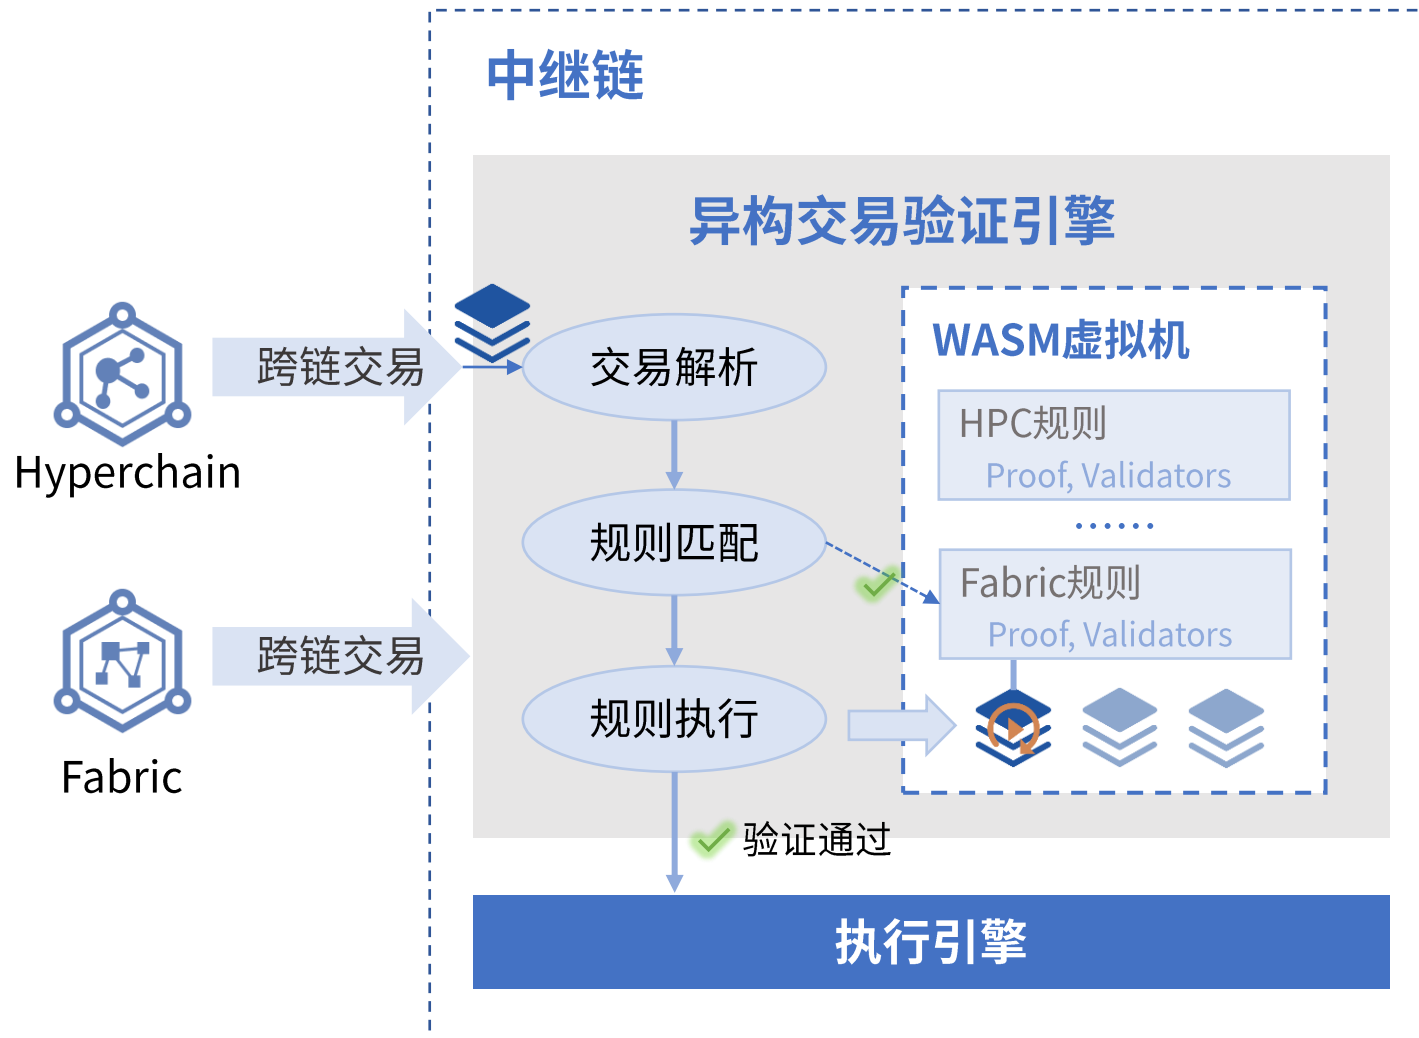 中继链
异构交易验证引擎
跨链交易
Hyperchain
跨链交易
Fabric
交易解析
规则匹配
规则执行
验证通过
WASM虚拟机
HPC规则
Proof, Validators
······
Fabric规则
Proof, Validators
执行引擎